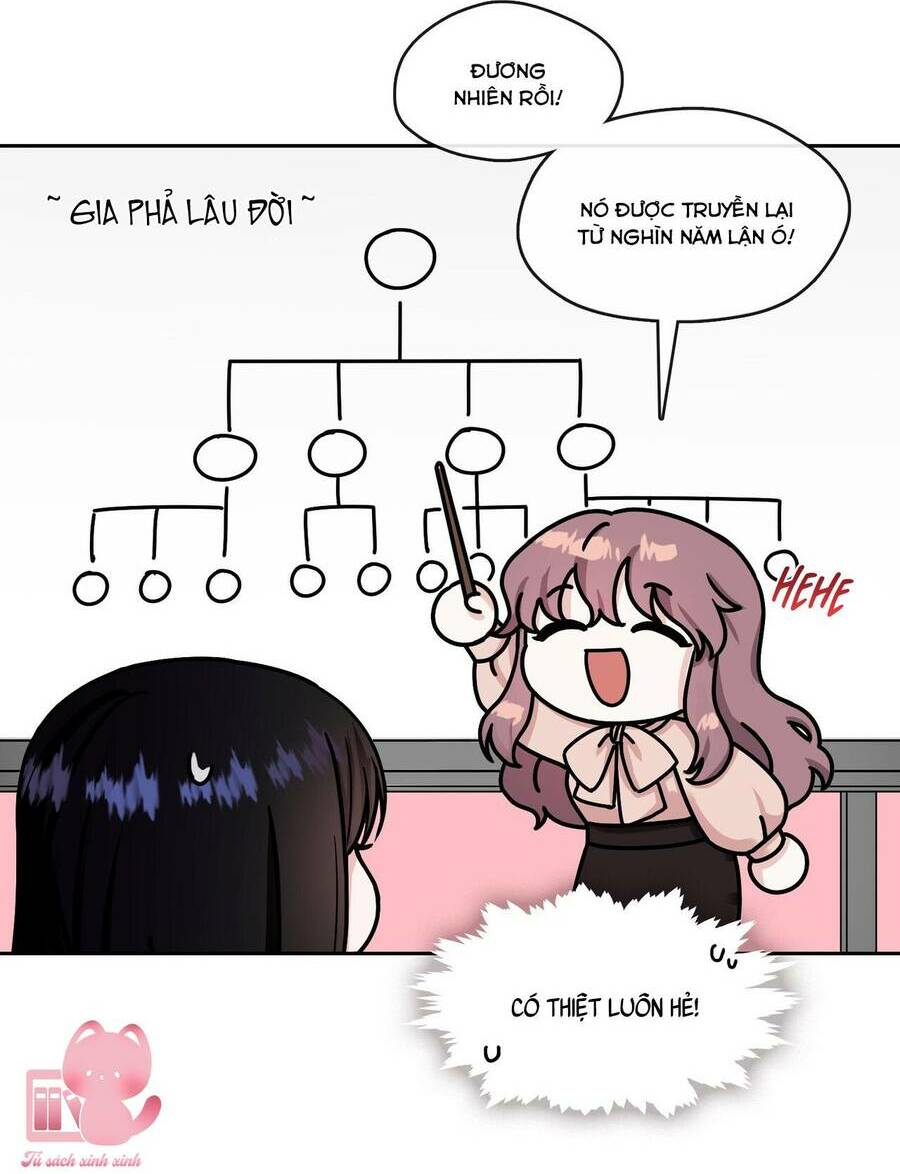 ĐƯƠNG
NHIÊN RỒI!
~ GIA PHẢ LÂU ĐỜI ~
NÓ ĐƯỢC TRUYỀN LẠI
TỪ NGHÌN NĂM LẬN Ó!
HEHE
CÓ THIỆT LUÔN HẺ!
Tủ sách xinh xinh